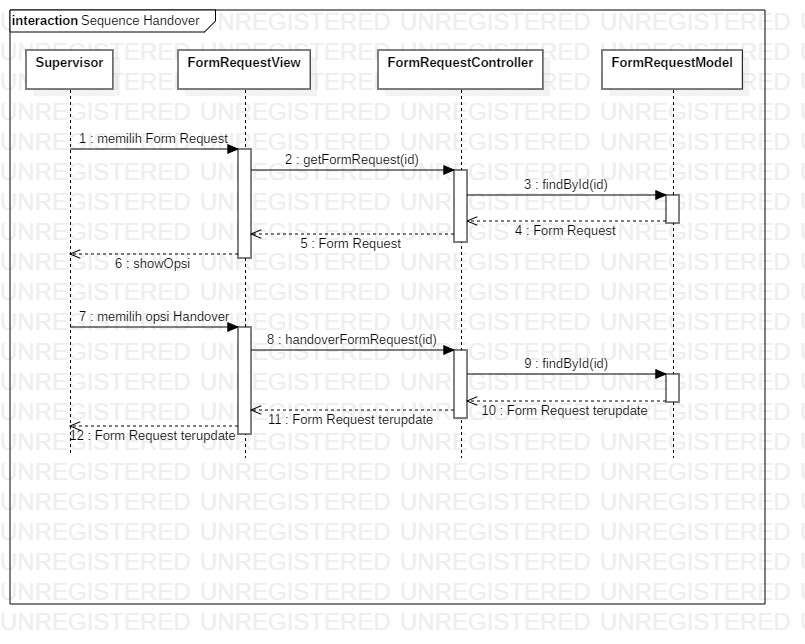 interaction Sequence Handover
Supervisor
FormRequestView
FormRequestController
FormRequestModel
1 : memilih Form Request
2 : getFormRequest(id)
3 : findById(id)
4 : Form Request
5 : Form Request
6 : showOpsi
7 : memilih opsi Handover
8 : handoverFormRequest(id)
9 : findById(id)
10 : Form Request terupdate
11 : Form Request terupdate
12 : Form Request terupdate
UNREGISTERED UNREGISTERED UNREGISTERED UNREGISTERED